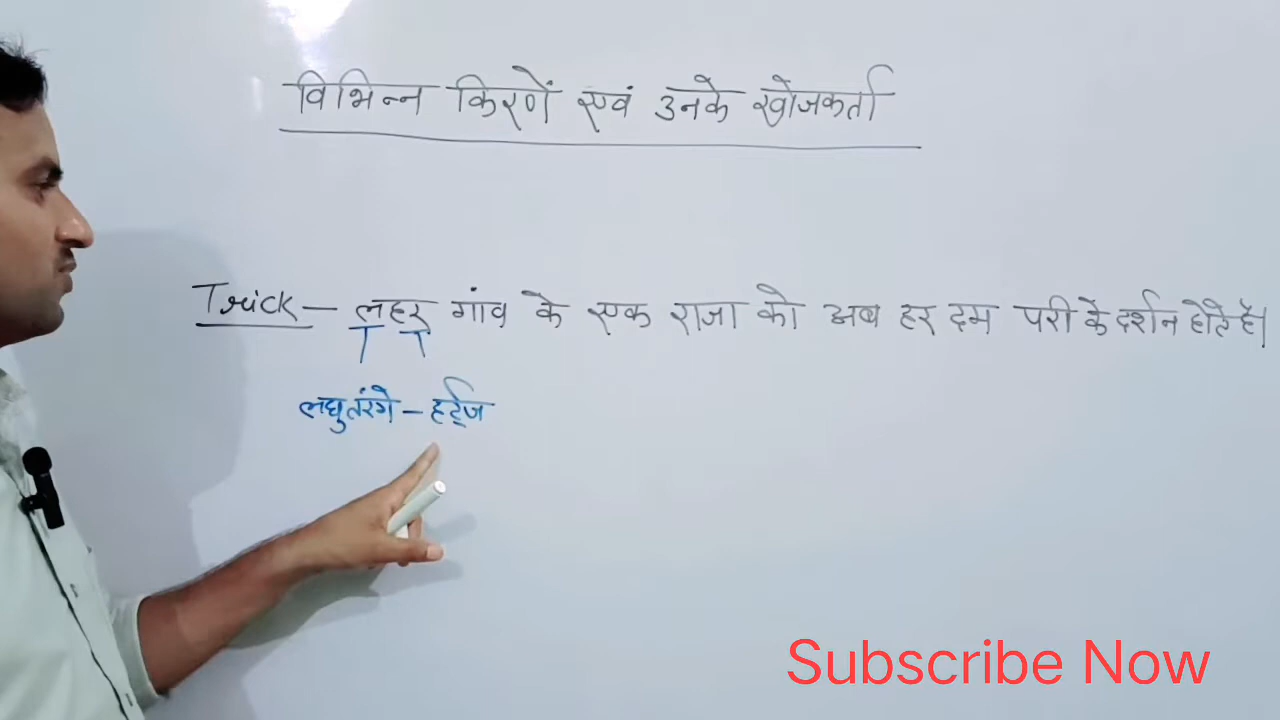 विभिन्न किरणें एवं उनके खोजकर्ता
Trick – लहर गांव के एक राजा को अब हर दम परी के दर्शन होते है।
लघु तरंगे – हर्ट्ज
Subscribe Now